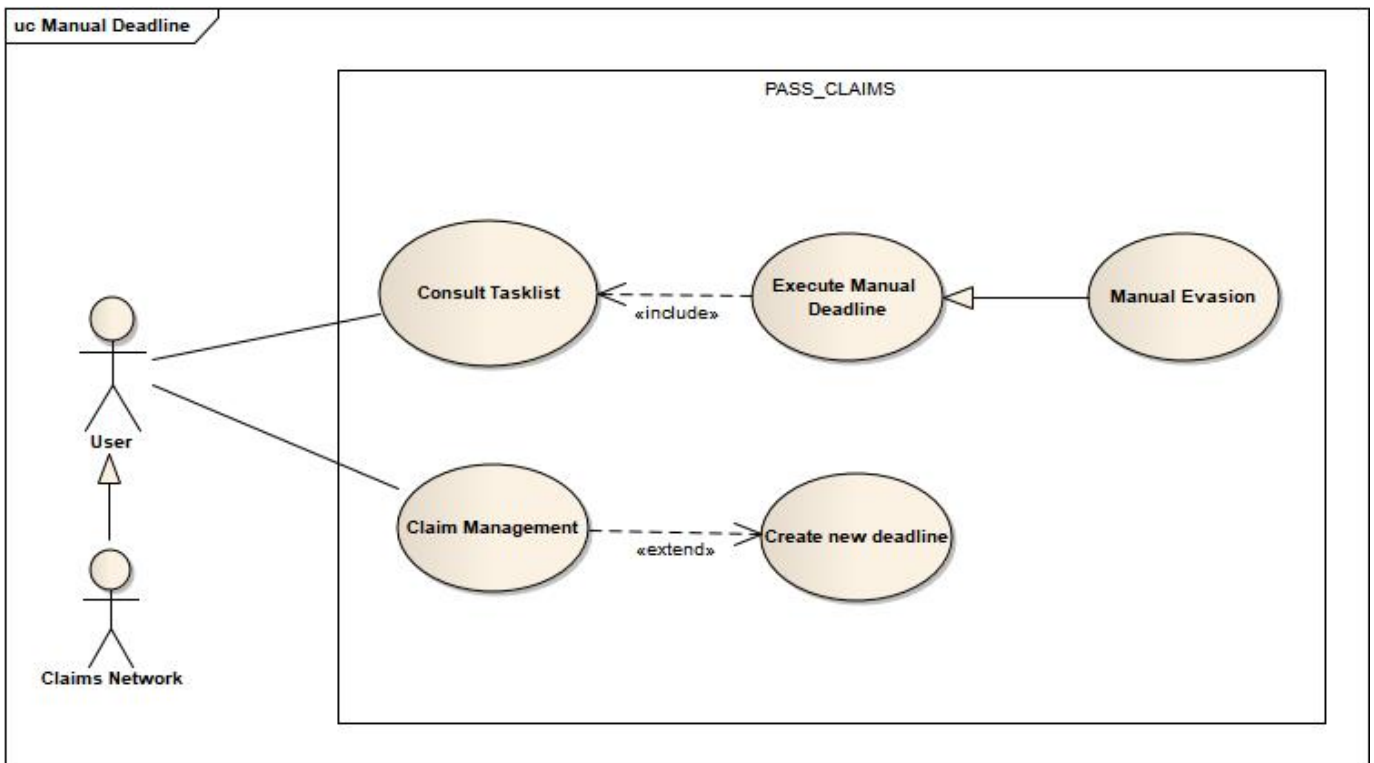 uc Manual Deadline
PASS_CLAIMS
Consult Tasklist
«include»
Execute Manual
Deadline
Manual Evasion
User
Claim Management
«extend»
Create new deadline
Claims Network